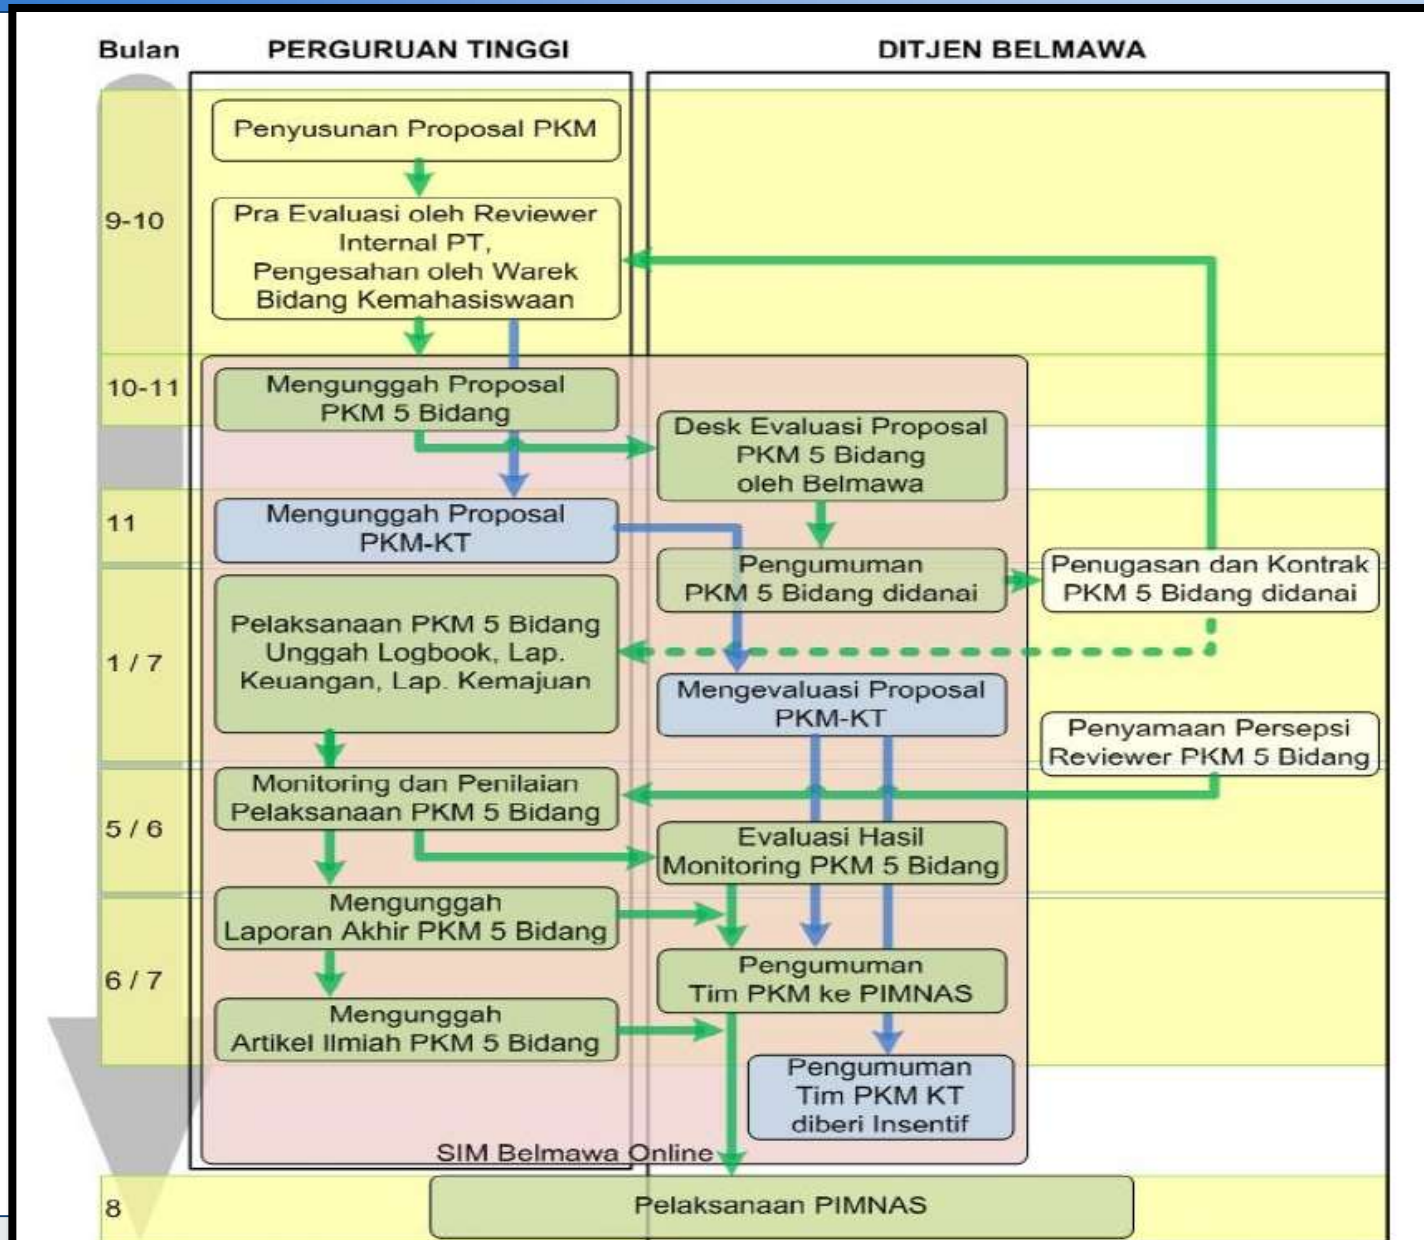 Bulan
PERGURUAN TINGGI
DITJEN BELMAWA
9-10
Penyusunan Proposal PKM
Pra Evaluasi oleh Reviewer
Internal PT,
Pengesahan oleh Warek
Bidang Kemahasiswaan
10-11
Mengunggah Proposal
PKM 5 Bidang
Desk Evaluasi Proposal
PKM 5 Bidang
oleh Belmawa
11
Mengunggah Proposal
PKM-KT
Pengumuman
PKM 5 Bidang didanai
Penugasan dan Kontrak
PKM 5 Bidang didanai
1 / 7
Pelaksanaan PKM 5 Bidang
Unggah Logbook, Lap.
Keuangan, Lap. Kemajuan
Mengevaluasi Proposal
PKM-KT
Penyamaan Persepsi
Reviewer PKM 5 Bidang
5 / 6
Monitoring dan Penilaian
Pelaksanaan PKM 5 Bidang
Evaluasi Hasil
Monitoring PKM 5 Bidang
6 / 7
Mengunggah
Laporan Akhir PKM 5 Bidang
Pengumuman
Tim PKM ke PIMNAS
Mengunggah
Artikel Ilmiah PKM 5 Bidang
Pengumuman
Tim PKM KT
diberi Insentif
SIM Belmawa Online
8
Pelaksanaan PIMNAS